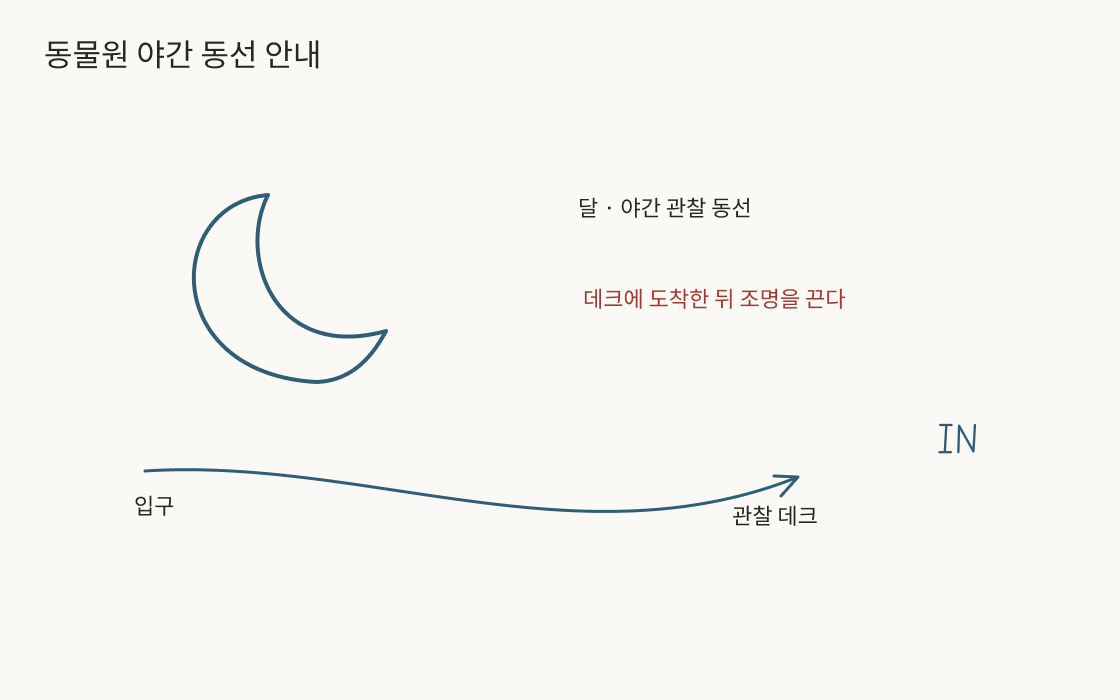 동물원 야간 동선 안내
달 · 야간 관찰 동선
데크에 도착한 뒤 조명을 끈다
IN
입구
관찰 데크